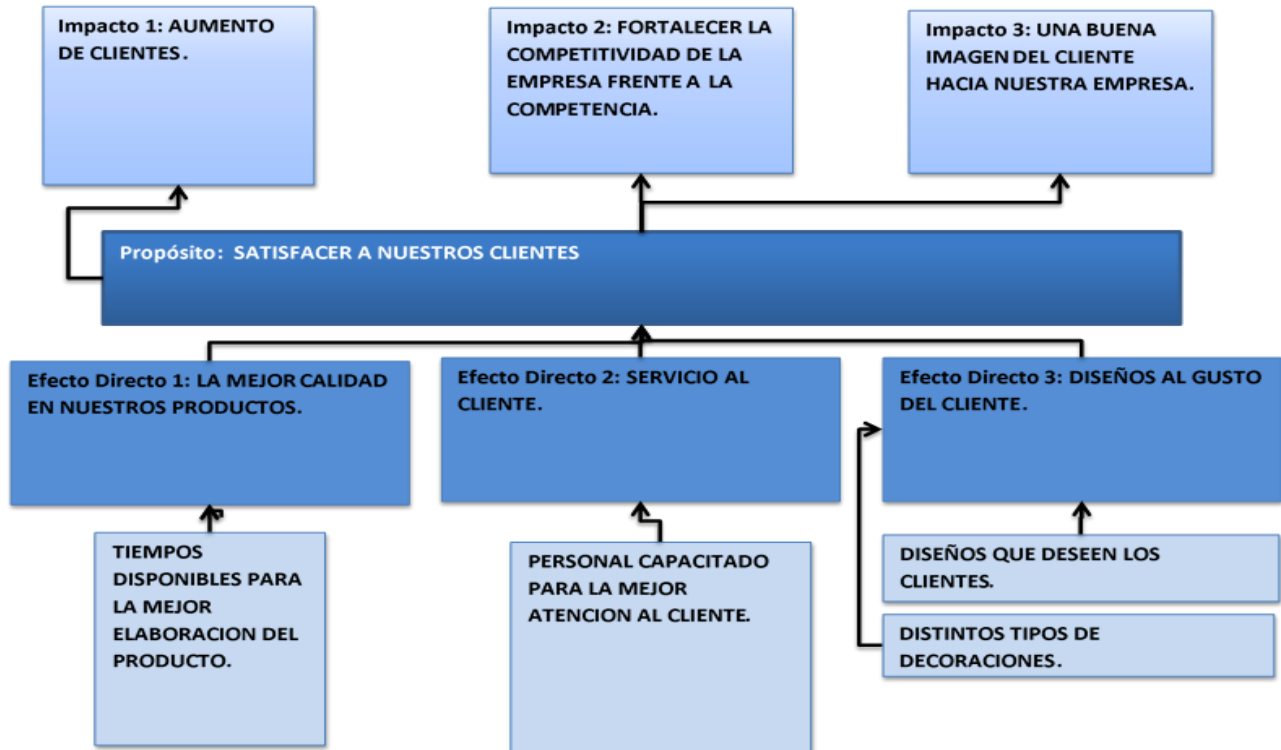 Impacto 1: AUMENTO
DE CLIENTES.
Impacto 2: FORTALECER LA
COMPETITIVIDAD DE LA
EMPRESA FRENTE A LA
COMPETENCIA.
Impacto 3: UNA BUENA
IMAGEN DEL CLIENTE
HACIA NUESTRA EMPRESA.
Propósito: SATISFACER A NUESTROS CLIENTES
Efecto Directo 1: LA MEJOR CALIDAD
EN NUESTROS PRODUCTOS.
Efecto Directo 2: SERVICIO AL
CLIENTE.
Efecto Directo 3: DISEÑOS AL GUSTO
DEL CLIENTE.
TIEMPOS
DISPONIBLES PARA
LA MEJOR
ELABORACION DEL
PRODUCTO.
PERSONAL CAPACITADO
PARA LA MEJOR
ATENCION AL CLIENTE.
DISEÑOS QUE DESEEN LOS
CLIENTES.
DISTINTOS TIPOS DE
DECORACIONES.